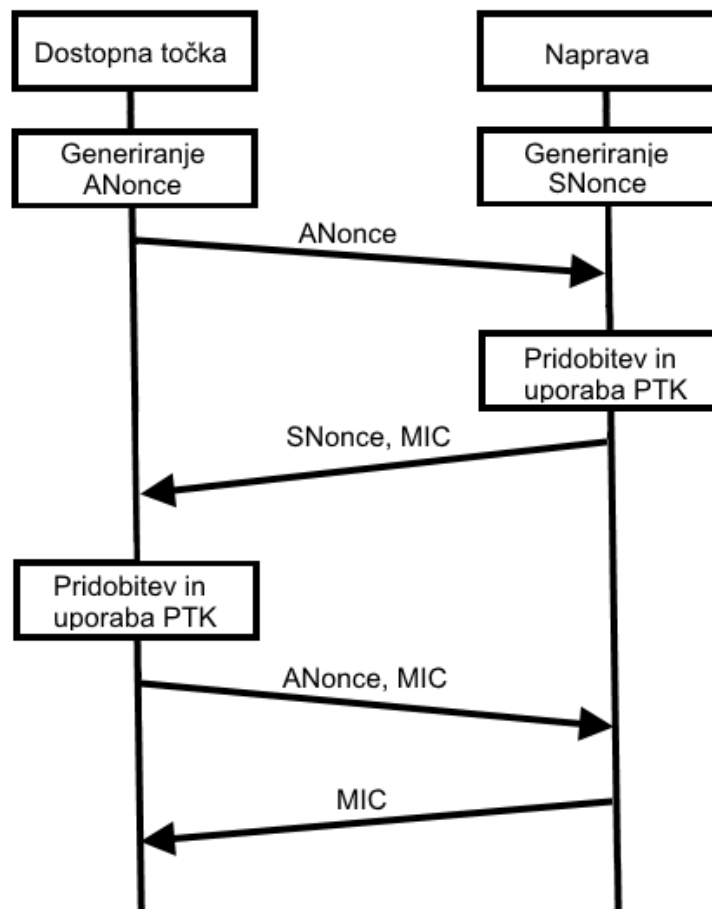 Dostopna točka
Naprava
Generiranje
ANonce
Generiranje
SNonce
ANonce
Pridobitev in
uporaba PTK
SNonce, MIC
Pridobitev in
uporaba PTK
ANonce, MIC
MIC